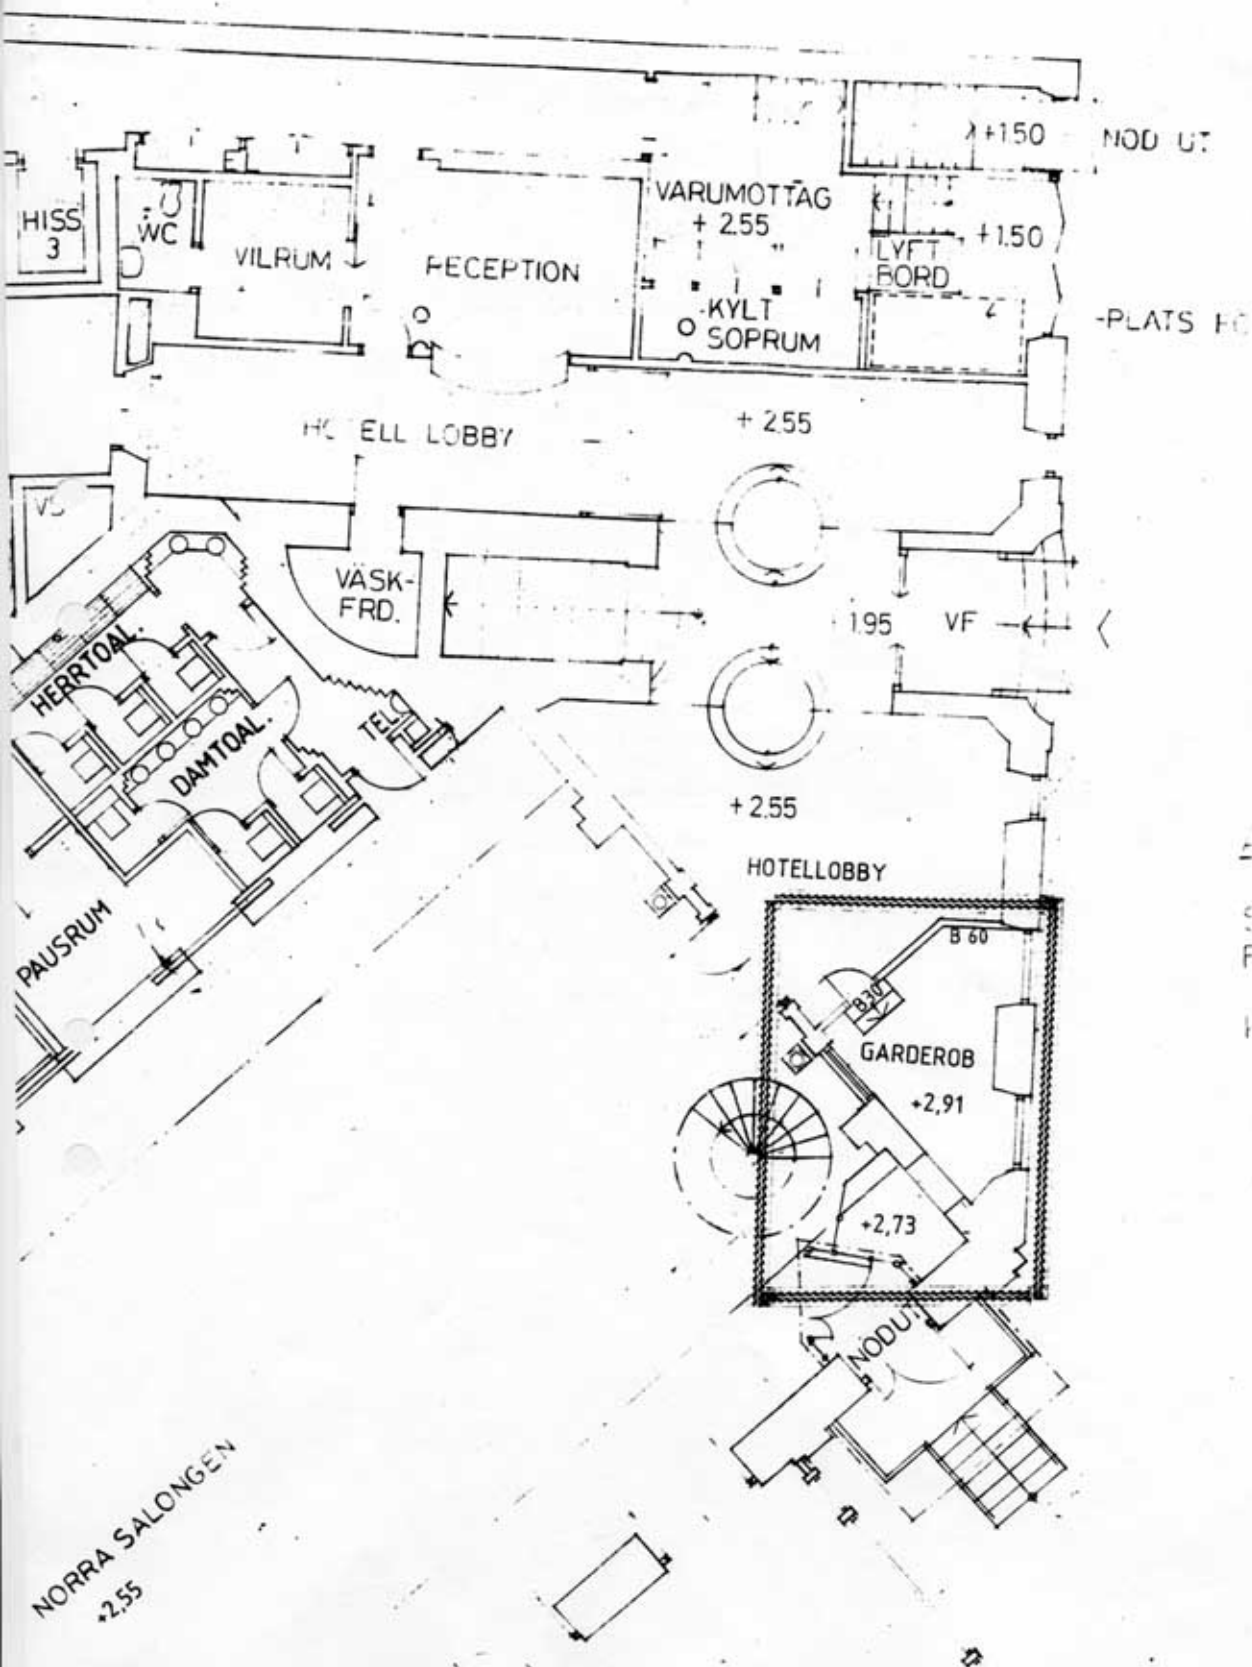 +1.50
NOD UT
HISS
3
WC
VILRUM
RECEPTION
VARUMOTTAG
+ 2.55
LYFT
BORD
+1.50
-KYLT
SOPRUM
-PLATS
HOTELL LOBBY
+ 2.55
VÄSK-
FRD.
1.95
VF
HERRTOAL.
DAMTOAL.
TEL
+ 2.55
HOTELLOBBY
PAUSRUM
B 60
B30
GARDEROB
+2,91
+2,73
NODUT
NORRA SALONGEN
+2,55